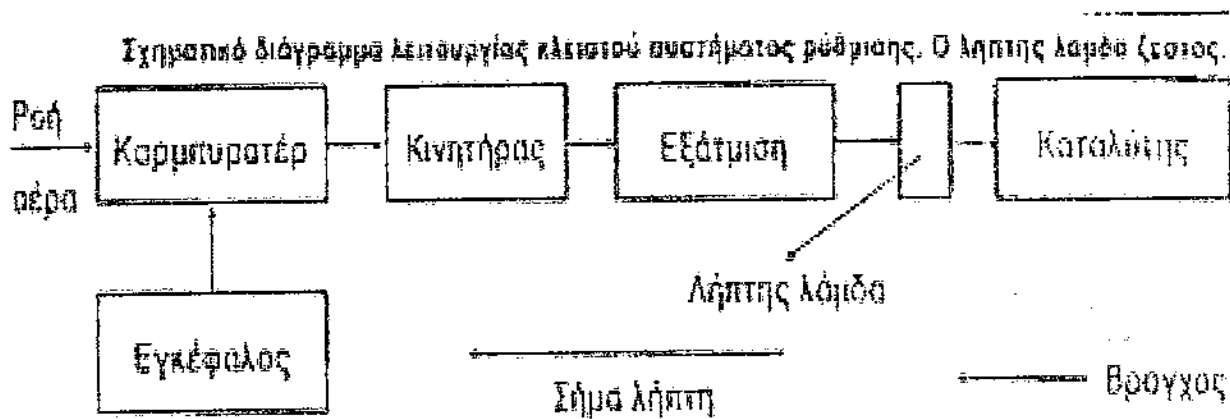 Σχηματικό διάγραμμα λειτουργίας κλειστού συστήματος ρύθμισης. Ο λήπτης λαμδα ζεστος.
Ροή
αέρα
Καρμπυρατέρ
Κινητήρας
Εξάτμιση
Καταλύτης
Λήπτης λάμδα
Εγκέφαλος
Σήμα λήπτη
Βρογχος